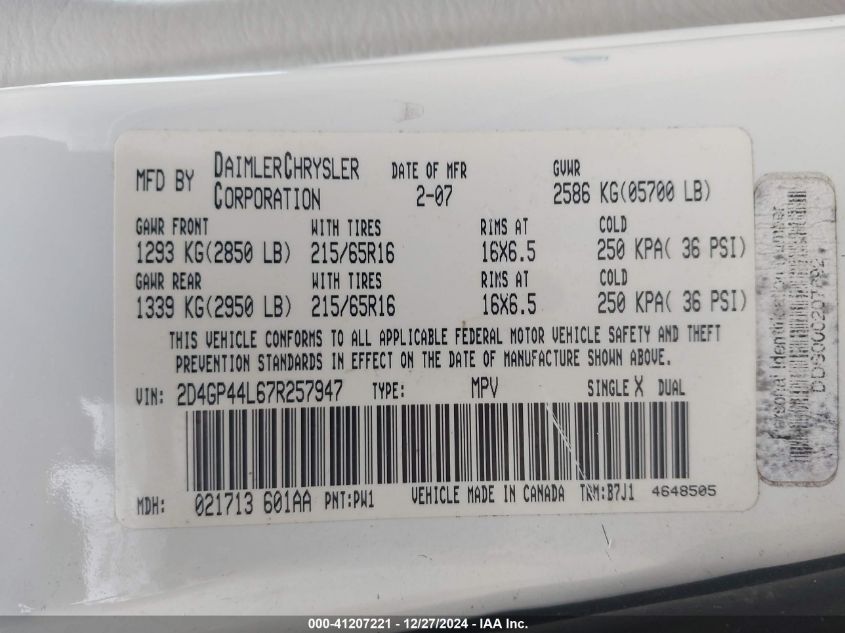 MFD BY DAIMLERCHRYSLER CORPORATION DATE OF MFR 2-07 GVWR 2586 KG(05700 LB)
GAWR FRONT WITH TIRES RIMS AT COLD
1293 KG(2850 LB) 215/65R16 16X6.5 250 KPA( 36 PSI)
GAWR REAR WITH TIRES RIMS AT COLD
1339 KG(2950 LB) 215/65R16 16X6.5 250 KPA( 36 PSI)
THIS VEHICLE CONFORMS TO ALL APPLICABLE FEDERAL MOTOR VEHICLE SAFETY AND THEFT
PREVENTION STANDARDS IN EFFECT ON THE DATE OF MANUFACTURE SHOWN ABOVE.
VIN: 2D4GP44L67R257947 TYPE: MPV SINGLE X DUAL
MDH: 021713 601AA PNT:PW1 VEHICLE MADE IN CANADA TRM:B7J1 4648505
Personal Identification Number
000-41207221 - 12/27/2024 - IAA Inc.